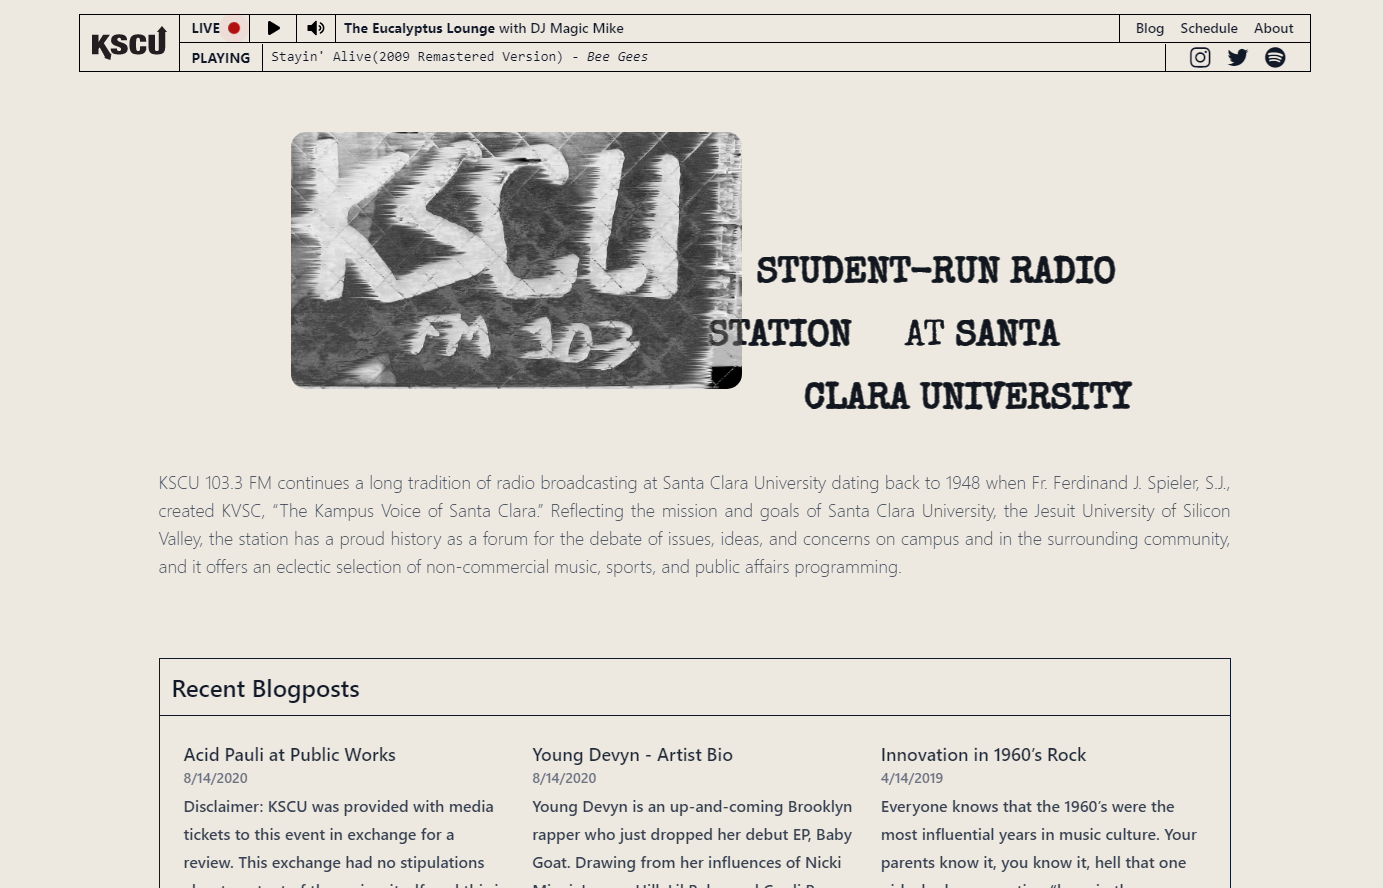 KSCU
LIVE
The Eucalyptus Lounge with DJ Magic Mike
Blog Schedule About
PLAYING
Stayin' Alive(2009 Remastered Version) - Bee Gees
KSCU
FM 103
STUDENT-RUN RADIO
STATION AT SANTA
CLARA UNIVERSITY
KSCU 103.3 FM continues a long tradition of radio broadcasting at Santa Clara University dating back to 1948 when Fr. Ferdinand J. Spieler, S.J.,
created KVSC, “The Kampus Voice of Santa Clara.” Reflecting the mission and goals of Santa Clara University, the Jesuit University of Silicon
Valley, the station has a proud history as a forum for the debate of issues, ideas, and concerns on campus and in the surrounding community,
and it offers an eclectic selection of non-commercial music, sports, and public affairs programming.
Recent Blogposts
Acid Pauli at Public Works
8/14/2020
Disclaimer: KSCU was provided with media
tickets to this event in exchange for a
review. This exchange had no stipulations
Young Devyn - Artist Bio
8/14/2020
Young Devyn is an up-and-coming Brooklyn
rapper who just dropped her debut EP, Baby
Goat. Drawing from her influences of Nicki
Innovation in 1960’s Rock
4/14/2019
Everyone knows that the 1960’s were the
most influential years in music culture. Your
parents know it, you know it, hell that one